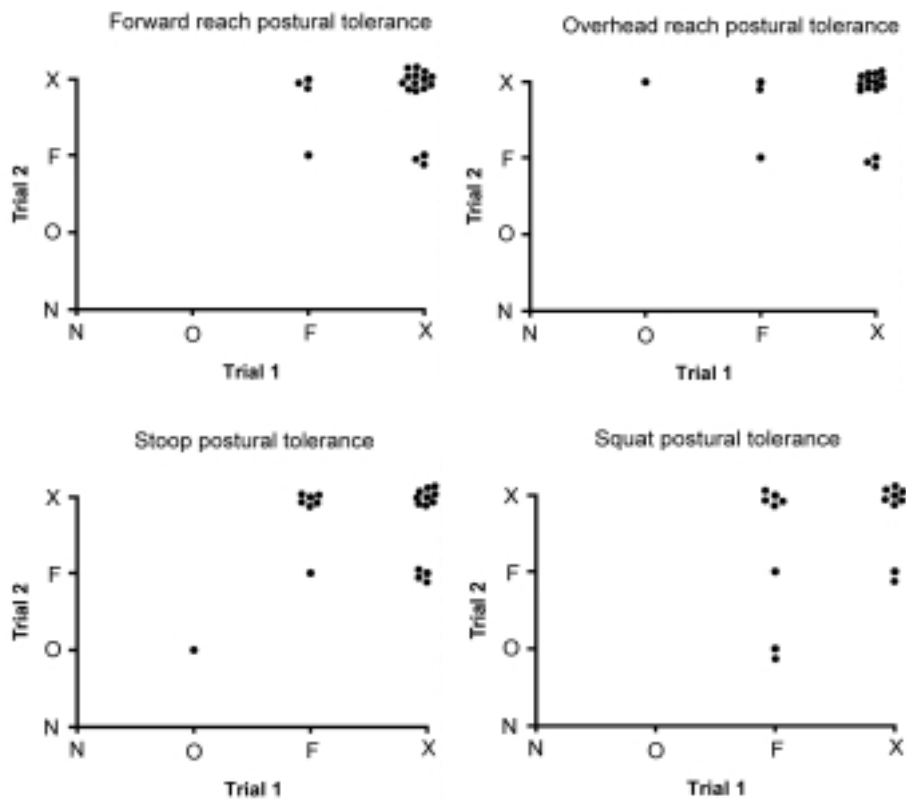 Forward reach postural tolerance
X
F
O
N
Trial 2
N O F X
Trial 1
Overhead reach postural tolerance
X
F
O
N
Trial 2
N O F X
Trial 1
Stoop postural tolerance
X
F
O
N
Trial 2
N O F X
Trial 1
Squat postural tolerance
X
F
O
N
Trial 2
N O F X
Trial 1